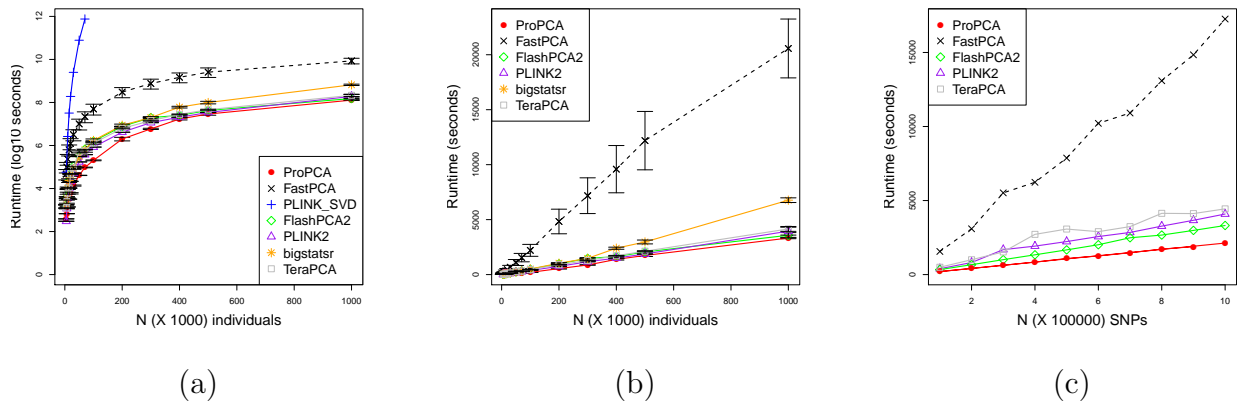 12
10
8
6
4
2
0
Runtime (log10 seconds)
ProPCA
FastPCA
PLINK_SVD
FlashPCA2
PLINK2
bigstatsr
TeraPCA
0 200 400 600 800 1000
N (X 1000) individuals
(a)
20000
15000
10000
5000
0
Runtime (seconds)
ProPCA
FastPCA
FlashPCA2
PLINK2
bigstatsr
TeraPCA
0 200 400 600 800 1000
N (X 1000) individuals
(b)
15000
10000
5000
0
Runtime (seconds)
ProPCA
FastPCA
FlashPCA2
PLINK2
TeraPCA
2 4 6 8 10
N (X 100000) SNPs
(c)